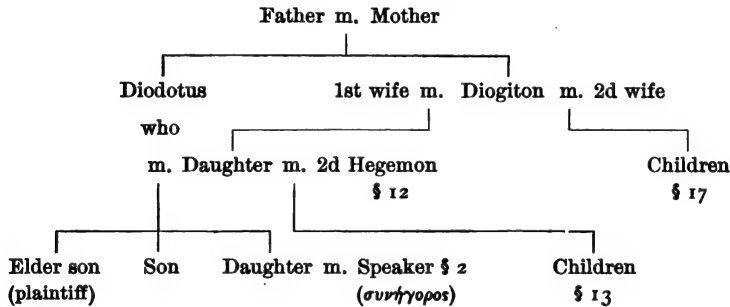 Father m. Mother
Diodotus 1st wife m. Diogiton m. 2d wife
who
m. Daughter m. 2d Hegemon Children
§ 12 § 17
Elder son Son Daughter m. Speaker § 2 Children
(plaintiff) (συνήγορος) § 13